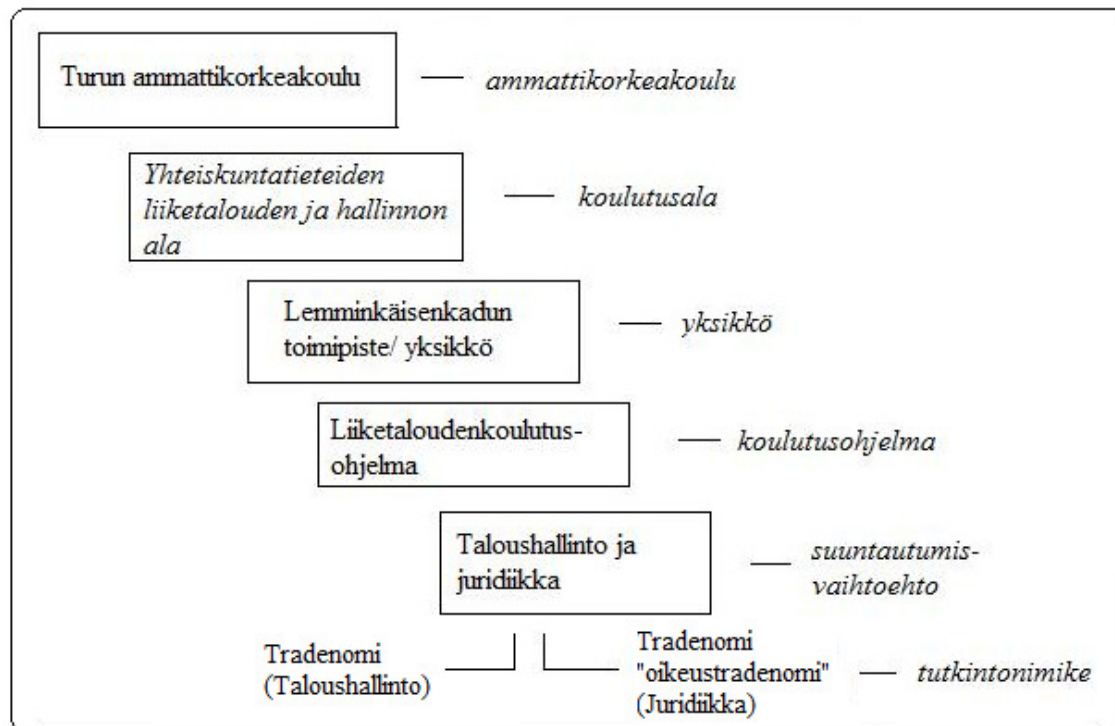 Turun ammattikorkeakoulu
ammattikorkeakoulu
Yhteiskuntatieteiden
liiketalouden ja hallinnon
ala
koulutusala
Lemminkäisenkadun
toimipiste/ yksikkö
yksikkö
Liiketaloudenkoulutus-
ohjelma
koulutusohjelma
Taloushallinto ja
juridiikka
suuntautumis-
vaihtoehto
Tradenomi
(Taloushallinto)
Tradenomi
"oikeustradenomi"
(Juridiikka)
tutkintonimike